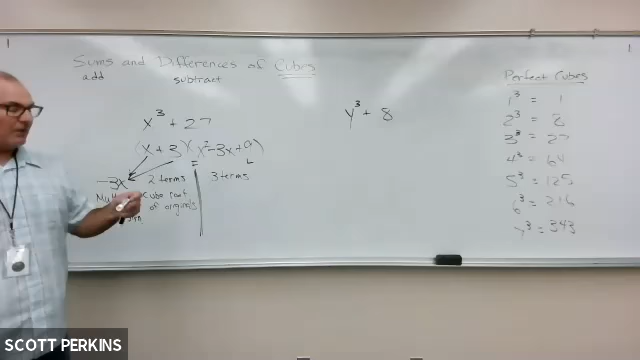 Sums and Differences of Cubes
add subtract
x³ + 27
(x + 3)(x² - 3x + 9)
-3x
2 terms
3 terms
Cube root
of originals
y³ + 8
Perfect Cubes
1³ = 1
2³ = 8
3³ = 27
4³ = 64
5³ = 125
6³ = 216
7³ = 343
SCOTT PERKINS